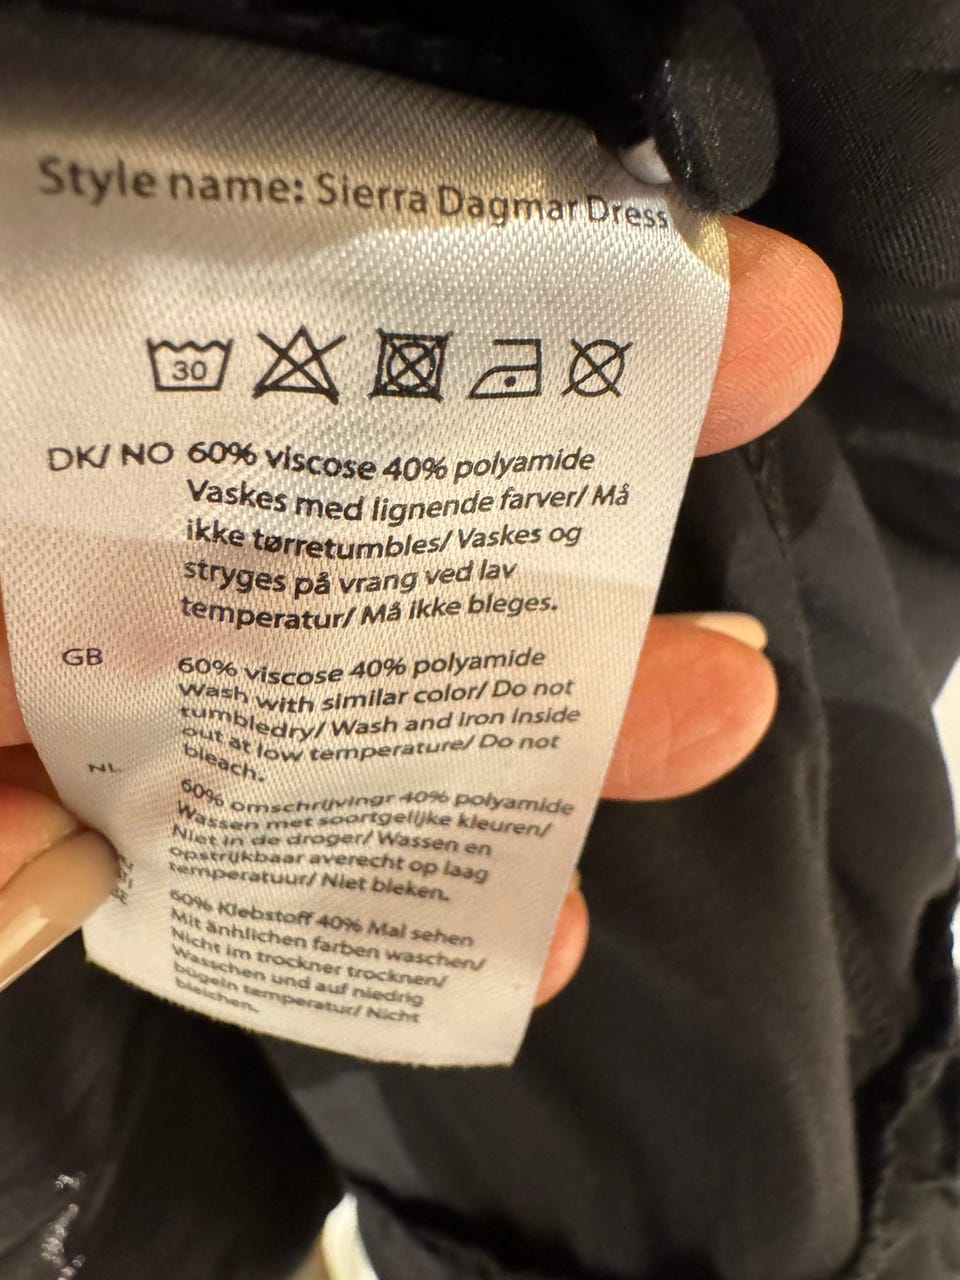 Style name: Sierra Dagmar Dress
30
DK/ NO 60% viscose 40% polyamide
Vaskes med lignende farver/ Må
ikke tørretumbles/ Vaskes og
stryges på vrang ved lav
temperatur/ Må ikke bleges.
GB 60% viscose 40% polyamide
Wash with similar color/ Do not
tumbledry/ Wash and Iron Inside
out at low temperature/ Do not
bleach.
NL 60% omschrijvingr 40% polyamide
Wassen met soortgelijke kleuren/
Niet in de droger/ Wassen en
opstrijkbaar averecht op laag
temperatuur/ Niet bleken.
60% Klebstoff 40% Mal sehen
Mit änhlichen farben waschen/
Nicht im trockner trocknen/
Wasschen und auf niedrig
bügeln temperatur/ Nicht
bleichen.